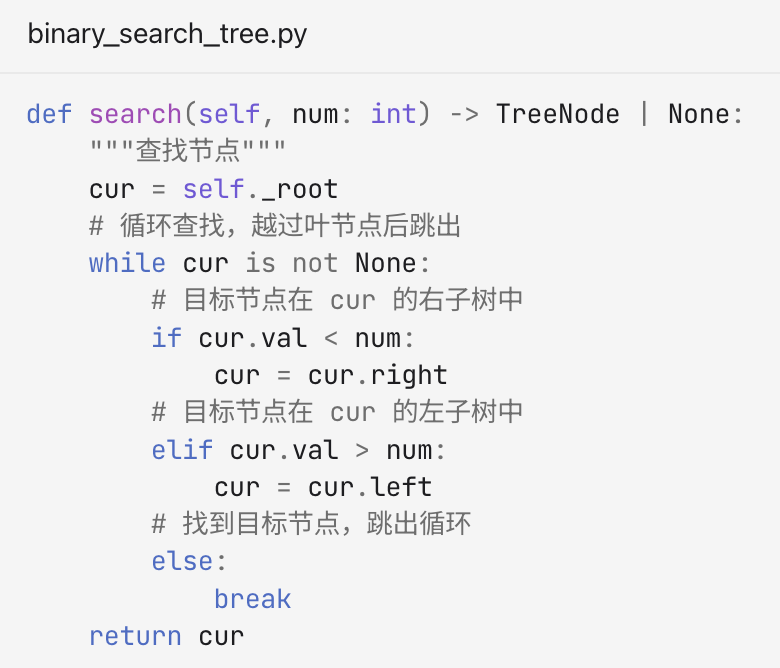 binary_search_tree.py
def search(self, num: int) -> TreeNode | None:
    """查找节点"""
    cur = self._root
    # 循环查找，越过叶节点后跳出
    while cur is not None:
        # 目标节点在 cur 的右子树中
        if cur.val < num:
            cur = cur.right
        # 目标节点在 cur 的左子树中
        elif cur.val > num:
            cur = cur.left
        # 找到目标节点，跳出循环
        else:
            break
    return cur